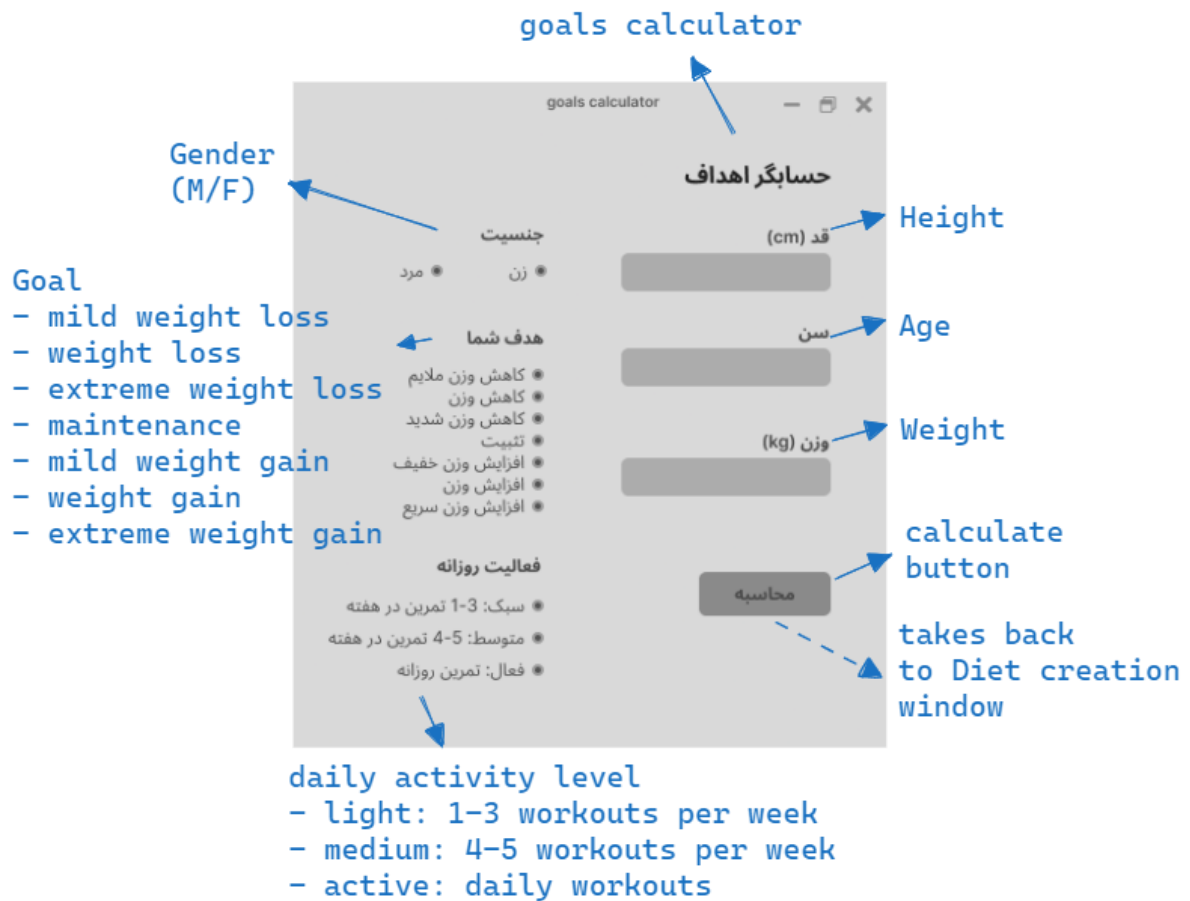 goals calculator
goals calculator
حسابگر اهداف
Gender
(M/F)
جنسیت
زن
مرد
قد (cm)
Height
Goal
- mild weight loss
- weight loss
- extreme weight loss
- maintenance
- mild weight gain
- weight gain
- extreme weight gain
هدف شما
کاهش وزن ملایم
کاهش وزن
کاهش وزن شدید
تثبیت
افزایش وزن خفیف
افزایش وزن
افزایش وزن سریع
سن
Age
وزن (kg)
Weight
فعالیت روزانه
سبک: 3-1 تمرین در هفته
متوسط: 5-4 تمرین در هفته
فعال: تمرین روزانه
محاسبه
calculate
button
takes back
to Diet creation
window
daily activity level
- light: 1-3 workouts per week
- medium: 4-5 workouts per week
- active: daily workouts